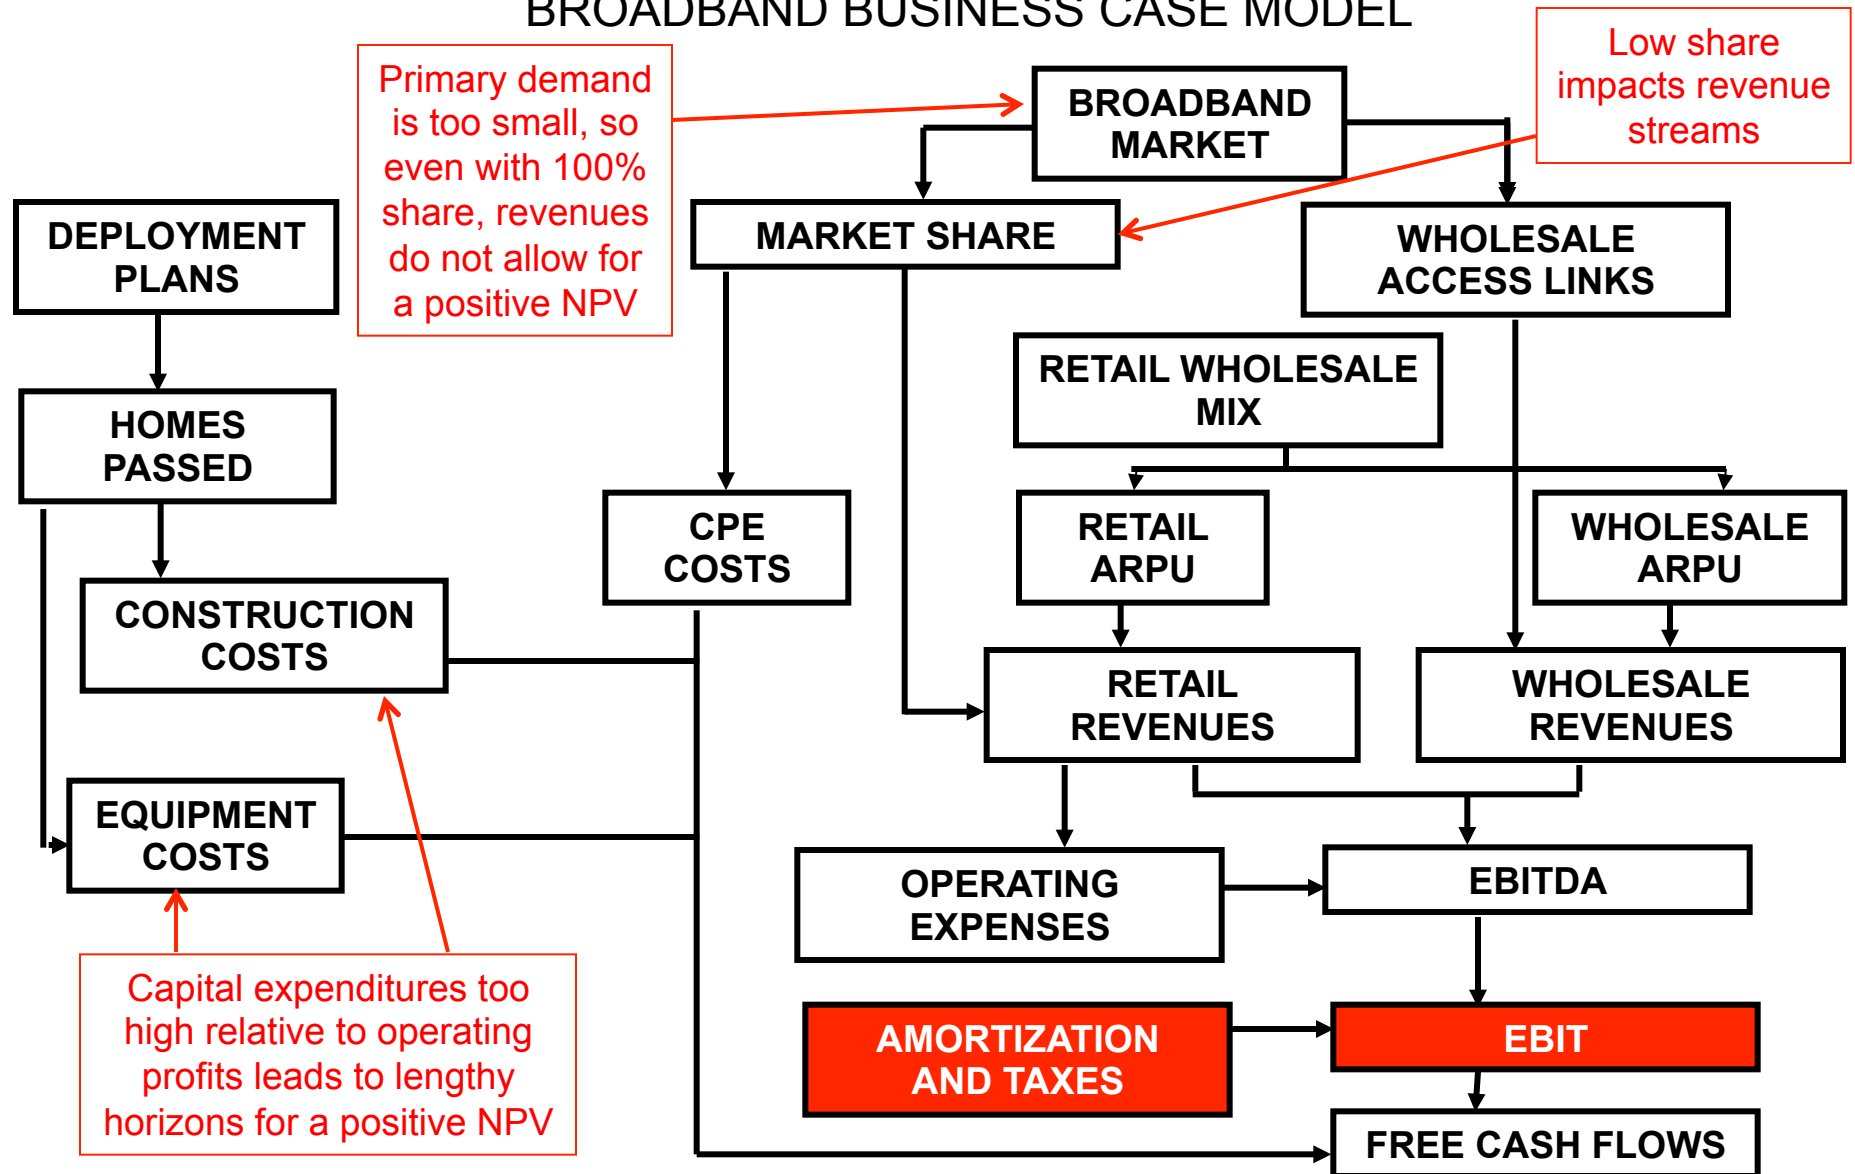 BROADBAND BUSINESS CASE MODEL
Primary demand
is too small, so
even with 100%
share, revenues
do not allow for
a positive NPV
BROADBAND
MARKET
Low share
impacts revenue
streams
DEPLOYMENT
PLANS
MARKET SHARE
WHOLESALE
ACCESS LINKS
RETAIL WHOLESALE
MIX
HOMES
PASSED
CPE
COSTS
RETAIL
ARPU
WHOLESALE
ARPU
CONSTRUCTION
COSTS
RETAIL
REVENUES
WHOLESALE
REVENUES
EQUIPMENT
COSTS
OPERATING
EXPENSES
EBITDA
Capital expenditures too
high relative to operating
profits leads to lengthy
horizons for a positive NPV
AMORTIZATION
AND TAXES
EBIT
FREE CASH FLOWS